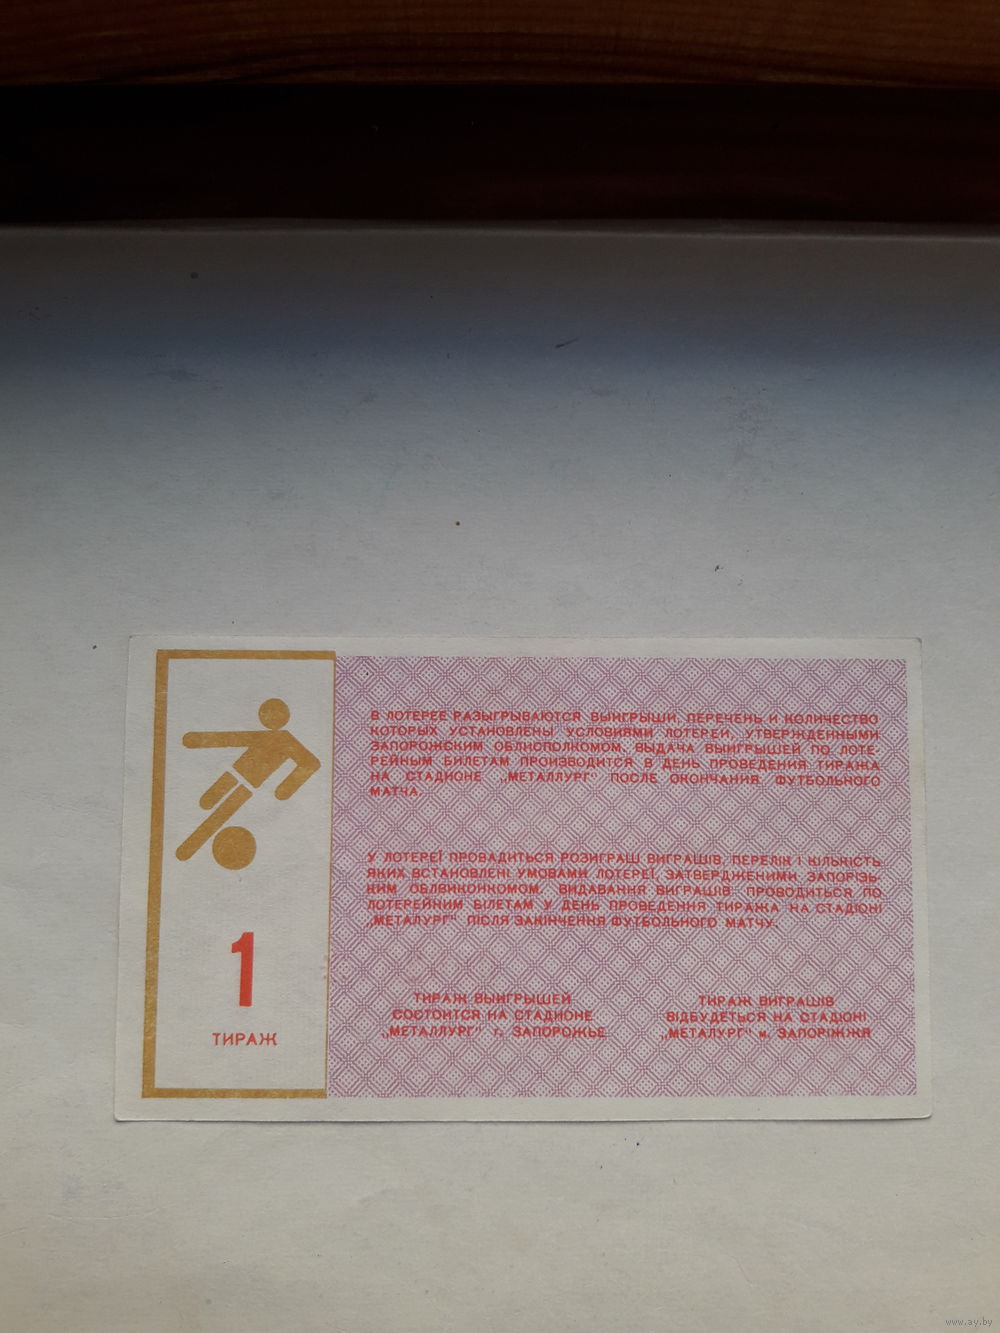 В ЛОТЕРЕЕ РАЗЫГРЫВАЮТСЯ ВЫИГРЫШИ, ПЕРЕЧЕНЬ И КОЛИЧЕСТВО
КОТОРЫХ УСТАНОВЛЕНЫ УСЛОВИЯМИ ЛОТЕРЕИ, УТВЕРЖДЕННЫМИ
ЗАПОРОЖСКИМ ОБЛИСПОЛКОМОМ. ВЫДАЧА ВЫИГРЫШЕЙ ПО ЛОТЕ-
РЕЙНЫМ БИЛЕТАМ ПРОИЗВОДИТСЯ В ДЕНЬ ПРОВЕДЕНИЯ ТИРАЖА
НА СТАДИОНЕ „МЕТАЛЛУРГ" ПОСЛЕ ОКОНЧАНИЯ ФУТБОЛЬНОГО
МАТЧА.
У ЛОТЕРЕЇ ПРОВАДИТЬСЯ РОЗИГРАШ ВИГРАШІВ, ПЕРЕЛІК І КІЛЬКІСТЬ
ЯКИХ ВСТАНОВЛЕНІ УМОВАМИ ЛОТЕРЕЇ, ЗАТВЕРДЖЕНИМИ ЗАПОРІЗЬ-
КИМ ОБЛВИКОНКОМОМ. ВИДАВАННЯ ВИГРАШІВ ПРОВОДИТЬСЯ ПО
ЛОТЕРЕЙНИМ БІЛЕТАМ У ДЕНЬ ПРОВЕДЕННЯ ТИРАЖА НА СТАДІОНІ
„МЕТАЛУРГ" ПІСЛЯ ЗАКІНЧЕННЯ ФУТБОЛЬНОГО МАТЧУ.
1
ТИРАЖ
ТИРАЖ ВЫИГРЫШЕЙ
СОСТОИТСЯ НА СТАДИОНЕ
„МЕТАЛЛУРГ" г. ЗАПОРОЖЬЕ
ТИРАЖ ВИГРАШІВ
ВІДБУДЕТЬСЯ НА СТАДІОНІ
„МЕТАЛУРГ" м. ЗАПОРІЖЖЯ
www.ay.by